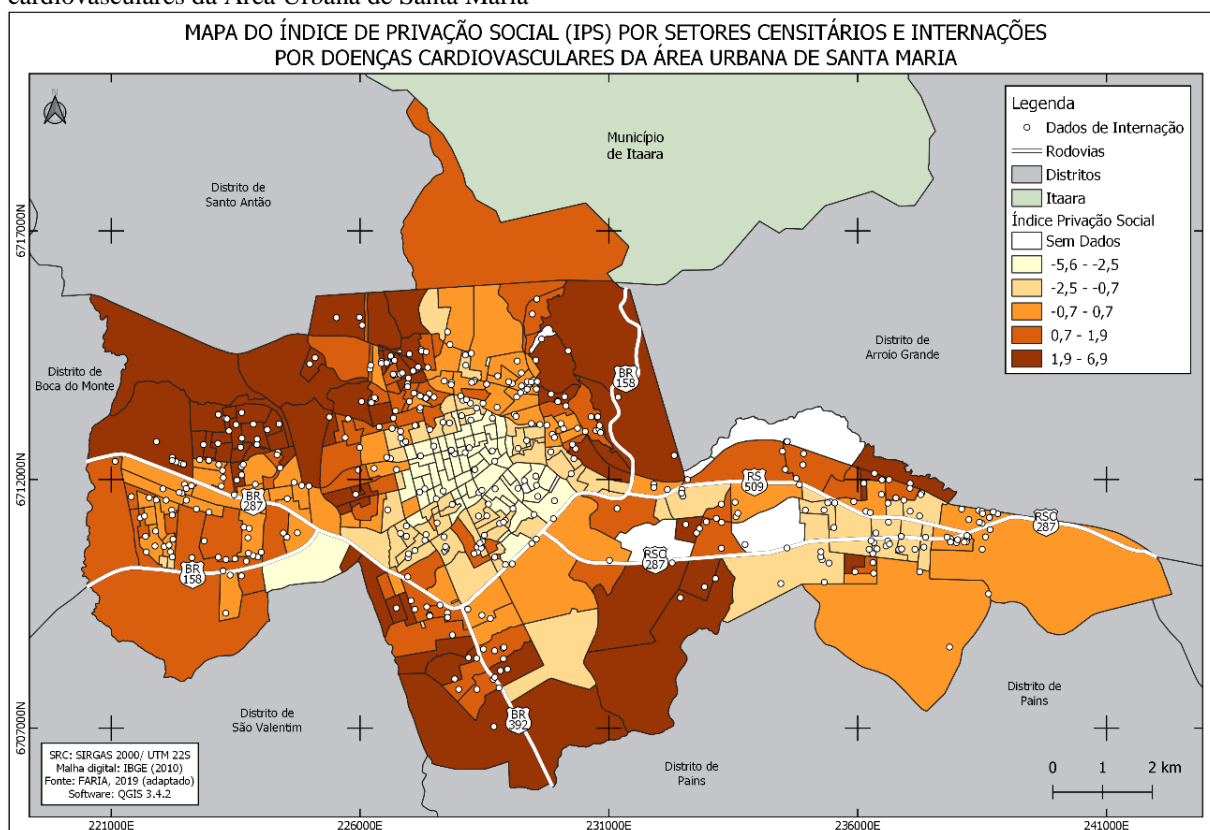 cardiovasculares da Área Urbana de Santa Maria
MAPA DO ÍNDICE DE PRIVAÇÃO SOCIAL (IPS) POR SETORES CENSITÁRIOS E INTERNAÇÕES
POR DOENÇAS CARDIOVASCULARES DA ÁREA URBANA DE SANTA MARIA
N
Legenda
Dados de Internação
Rodovias
Distritos
Itaara
Índice Privação Social
Sem Dados
-5,6 - -2,5
-2,5 - -0,7
-0,7 - 0,7
0,7 - 1,9
1,9 - 6,9
Município
de Itaara
Distrito de
Santo Antão
Distrito de
Arroio Grande
Distrito de
Boca do Monte
BR
158
RS
509
BR
287
RSC
287
RSC
287
BR
158
BR
392
Distrito de
São Valentim
Distrito de
Pains
Distrito de
Pains
6717000N
6712000N
6707000N
SRC: SIRGAS 2000/ UTM 22S
Malha digital: IBGE (2010)
Fonte: FARIA, 2019 (adaptado)
Software: QGIS 3.4.2
0 1 2 km
221000E 226000E 231000E 236000E 241000E